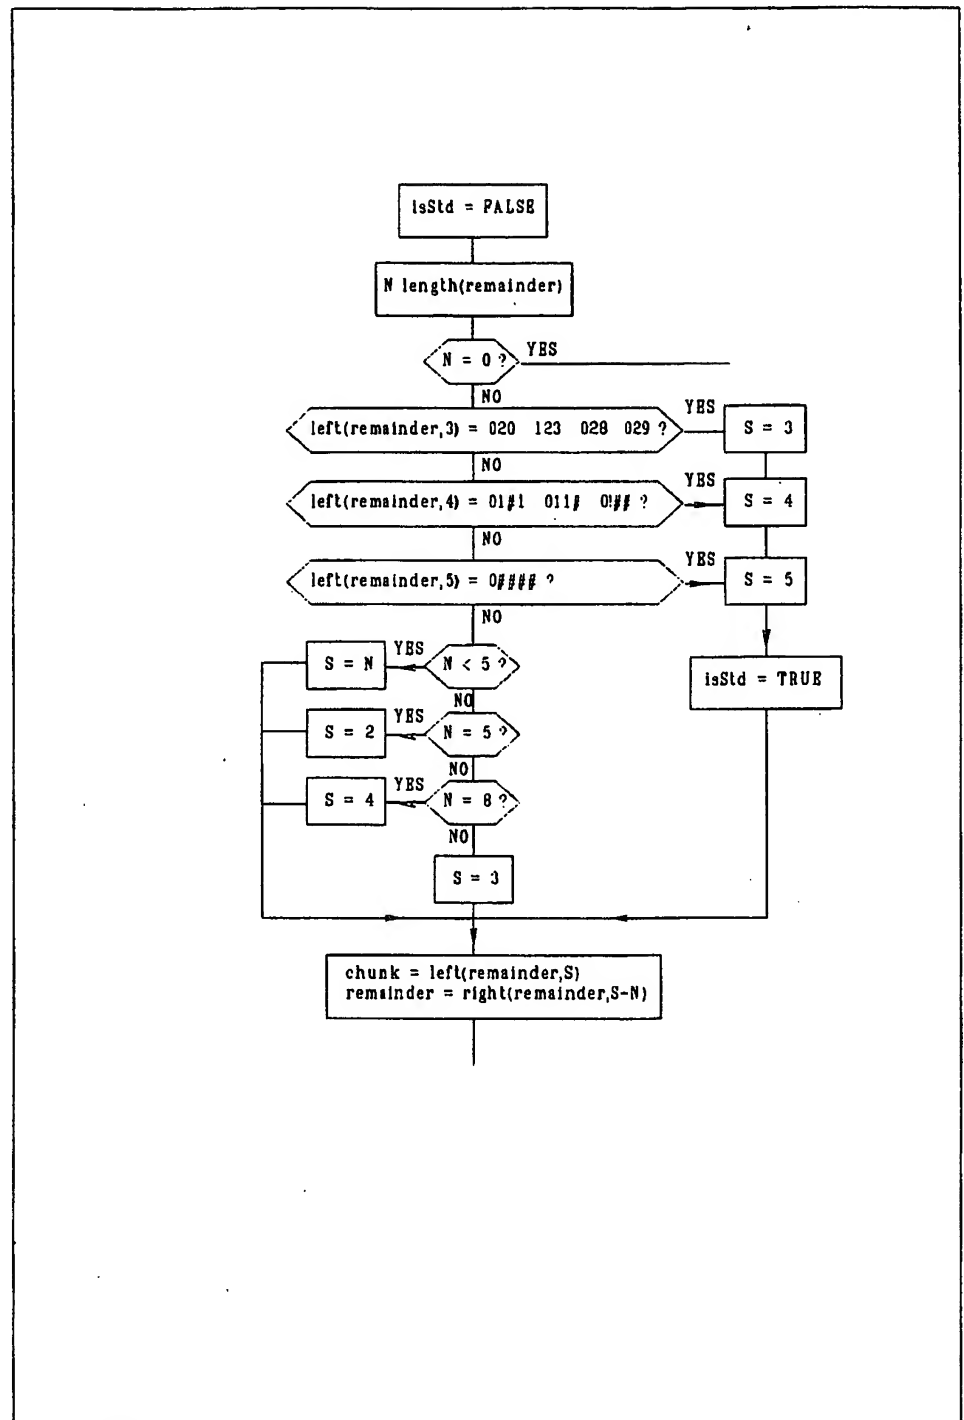 isStd = FALSE
N length(remainder)
N = 0 ?
YES
NO
left(remainder,3) = 020 123 028 029 ?
YES
S = 3
NO
left(remainder,4) = 01#1 011# 0!## ?
YES
S = 4
NO
left(remainder,5) = 0#### ?
YES
S = 5
NO
N < 5 ?
YES
S = N
isStd = TRUE
NO
N = 5 ?
YES
S = 2
NO
N = 8 ?
YES
S = 4
NO
S = 3
chunk = left(remainder,S)
remainder = right(remainder,S-N)